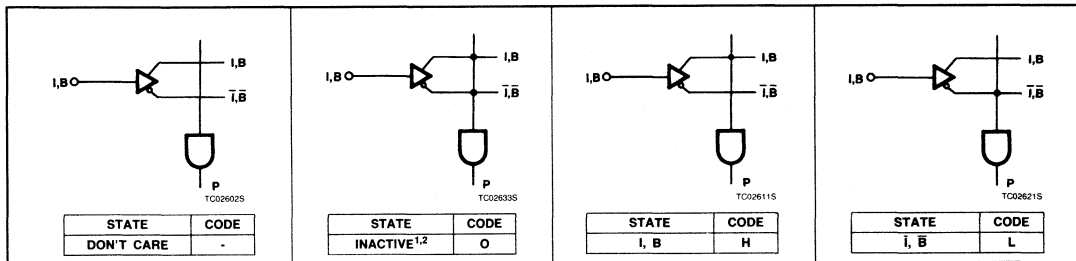 I,B
I,B
I̅,B̅
P
TC02602S
STATE CODE
DON'T CARE -
I,B
I,B
I̅,B̅
P
TC02633S
STATE CODE
INACTIVE1,2 O
I,B
I,B
I̅,B̅
P
TC02611S
STATE CODE
I, B H
I,B
I,B
I̅,B̅
P
TC02621S
STATE CODE
I̅, B̅ L